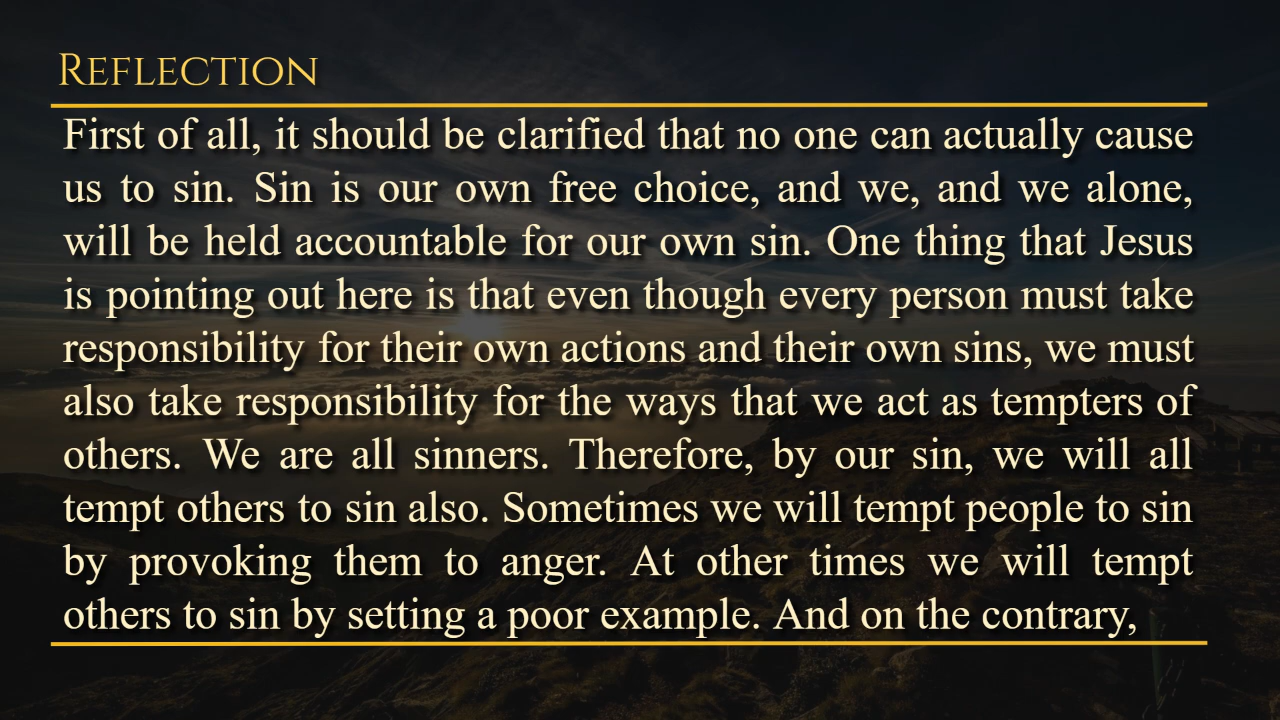 Reflection
First of all, it should be clarified that no one can actually cause
us to sin. Sin is our own free choice, and we, and we alone,
will be held accountable for our own sin. One thing that Jesus
is pointing out here is that even though every person must take
responsibility for their own actions and their own sins, we must
also take responsibility for the ways that we act as tempters of
others. We are all sinners. Therefore, by our sin, we will all
tempt others to sin also. Sometimes we will tempt people to sin
by provoking them to anger. At other times we will tempt
others to sin by setting a poor example. And on the contrary,